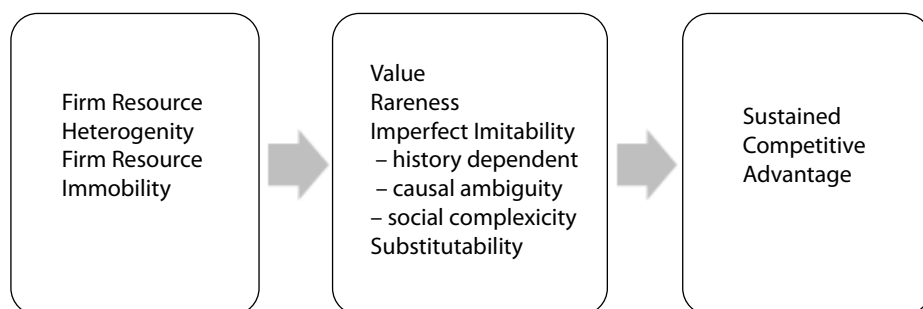 Firm Resource
Heterogenity
Firm Resource
Immobility
Value
Rareness
Imperfect Imitability
– history dependent
– causal ambiguity
– social complexicity
Substitutability
Sustained
Competitive
Advantage